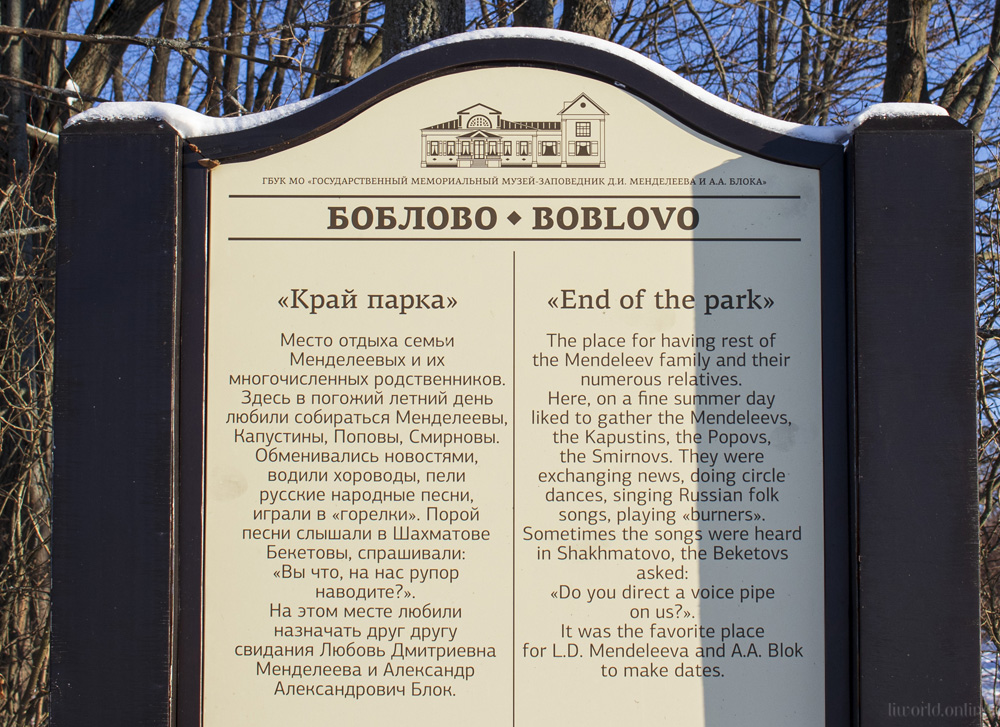 ГБУК МО «ГОСУДАРСТВЕННЫЙ МЕМОРИАЛЬНЫЙ МУЗЕЙ-ЗАПОВЕДНИК Д.И. МЕНДЕЛЕЕВА И А.А. БЛОКА»
БОБЛОВО ◆ BOBLOVO
«Край парка»
Место отдыха семьи
Менделеевых и их
многочисленных родственников.
Здесь в погожий летний день
любили собираться Менделеевы,
Капустины, Поповы, Смирновы.
Обменивались новостями,
водили хороводы, пели
русские народные песни,
играли в «горелки». Порой
песни слышали в Шахматове
Бекетовы, спрашивали:
«Вы что, на нас рупор
наводите?».
На этом месте любили
назначать друг другу
свидания Любовь Дмитриевна
Менделеева и Александр
Александрович Блок.
«End of the park»
The place for having rest of
the Mendeleev family and their
numerous relatives.
Here, on a fine summer day
liked to gather the Mendeleevs,
the Kapustins, the Popovs,
the Smirnovs. They were
exchanging news, doing circle
dances, singing Russian folk
songs, playing «burners».
Sometimes the songs were heard
in Shakhmatovo, the Beketovs
asked:
«Do you direct a voice pipe
on us?».
It was the favorite place
for L.D. Mendeleeva and A.A. Blok
to make dates.